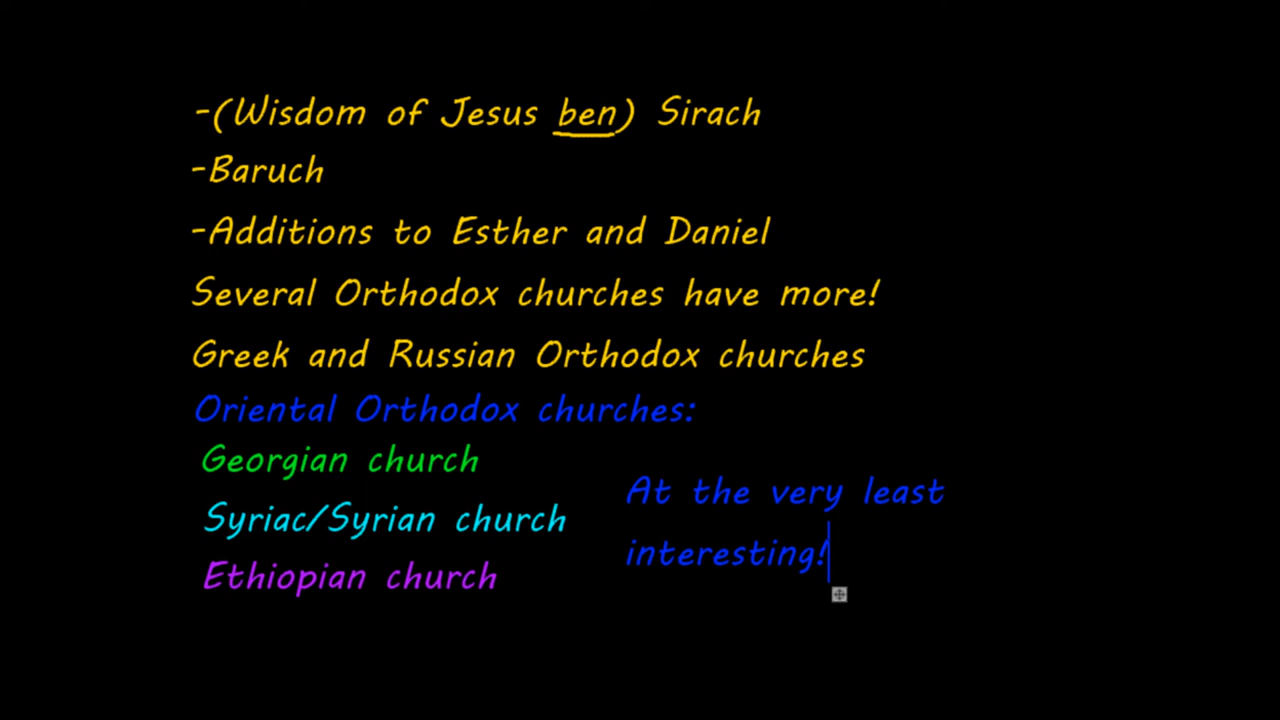 -(Wisdom of Jesus ben) Sirach
-Baruch
-Additions to Esther and Daniel
Several Orthodox churches have more!
Greek and Russian Orthodox churches
Oriental Orthodox churches:
Georgian church
Syriac/Syrian church
Ethiopian church
At the very least
interesting!